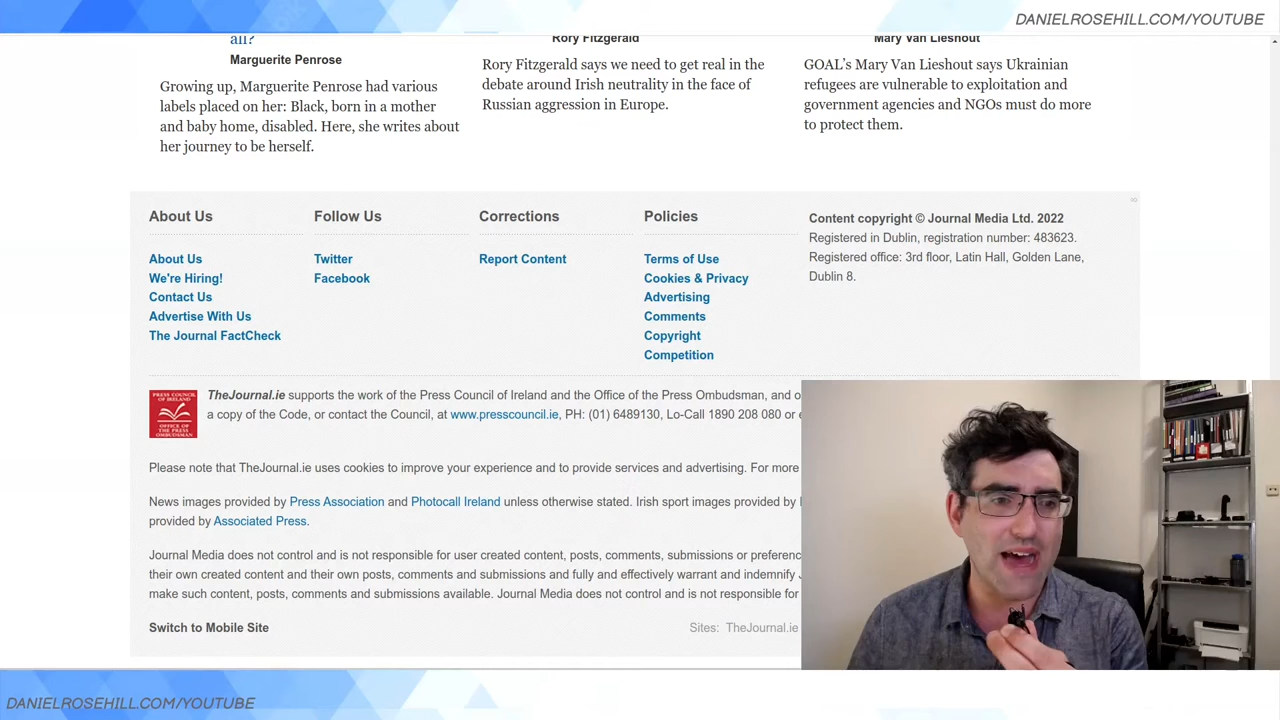 DANIELROSEHILL.COM/YOUTUBE
all?
Marguerite Penrose
Growing up, Marguerite Penrose had various
labels placed on her: Black, born in a mother
and baby home, disabled. Here, she writes about
her journey to be herself.
Rory Fitzgerald
Rory Fitzgerald says we need to get real in the
debate around Irish neutrality in the face of
Russian aggression in Europe.
Mary Van Lieshout
GOAL's Mary Van Lieshout says Ukrainian
refugees are vulnerable to exploitation and
government agencies and NGOs must do more
to protect them.
About Us
About Us
We're Hiring!
Contact Us
Advertise With Us
The Journal FactCheck
Follow Us
Twitter
Facebook
Corrections
Report Content
Policies
Terms of Use
Cookies & Privacy
Advertising
Comments
Copyright
Competition
Content copyright © Journal Media Ltd. 2022
Registered in Dublin, registration number: 483623.
Registered office: 3rd floor, Latin Hall, Golden Lane,
Dublin 8.
PRESS COUNCIL
OF IRELAND
OFFICE OF
THE PRESS
OMBUDSMAN
TheJournal.ie supports the work of the Press Council of Ireland and the Office of the Press Ombudsman, and o
a copy of the Code, or contact the Council, at www.presscouncil.ie, PH: (01) 6489130, Lo-Call 1890 208 080 or e
Please note that TheJournal.ie uses cookies to improve your experience and to provide services and advertising. For more
News images provided by Press Association and Photocall Ireland unless otherwise stated. Irish sport images provided by
provided by Associated Press.
Journal Media does not control and is not responsible for user created content, posts, comments, submissions or preferenc
their own created content and their own posts, comments and submissions and fully and effectively warrant and indemnify
make such content, posts, comments and submissions available. Journal Media does not control and is not responsible for
Switch to Mobile Site
Sites: TheJournal.ie
DANIELROSEHILL.COM/YOUTUBE